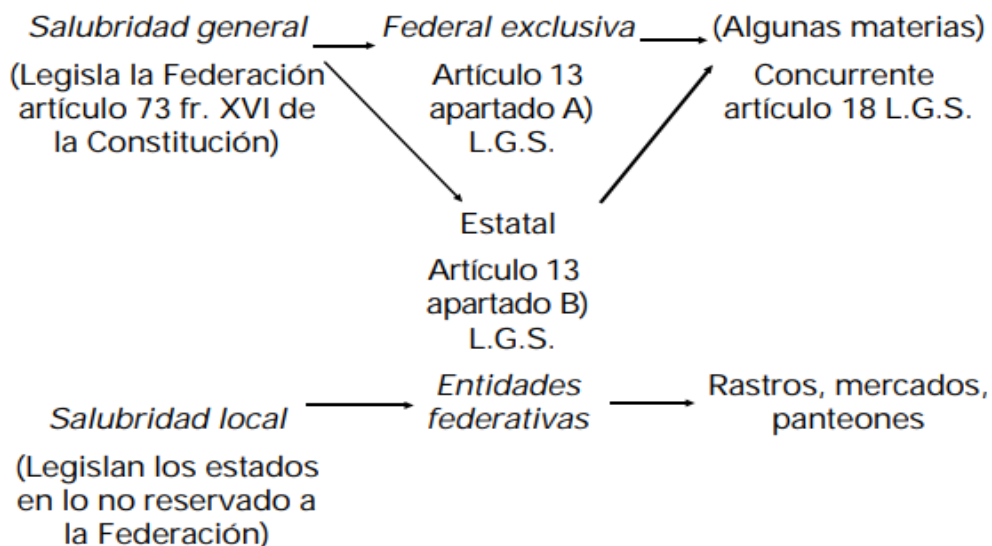 Salubridad general
(Legisla la Federación
artículo 73 fr. XVI de
la Constitución)
Federal exclusiva
Artículo 13
apartado A)
L.G.S.
(Algunas materias)
Concurrente
artículo 18 L.G.S.
Estatal
Artículo 13
apartado B)
L.G.S.
Salubridad local
(Legislan los estados
en lo no reservado a
la Federación)
Entidades
federativas
Rastros, mercados,
panteones